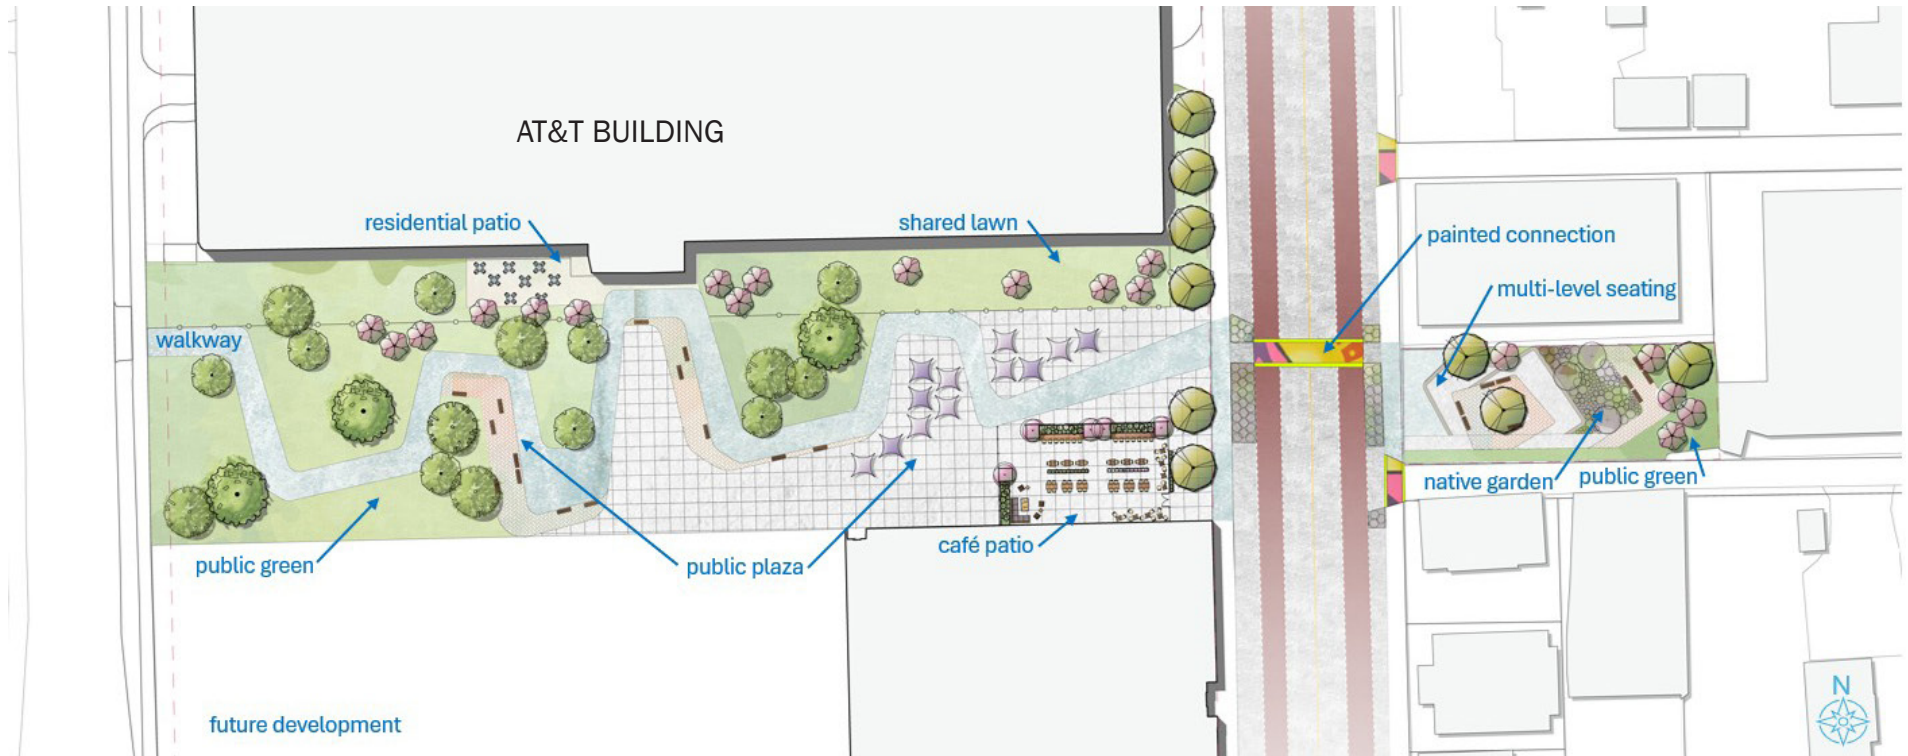 AT&T BUILDING
residential patio
shared lawn
painted connection
multi-level seating
walkway
native garden
public green
café patio
public green
public plaza
future development
N